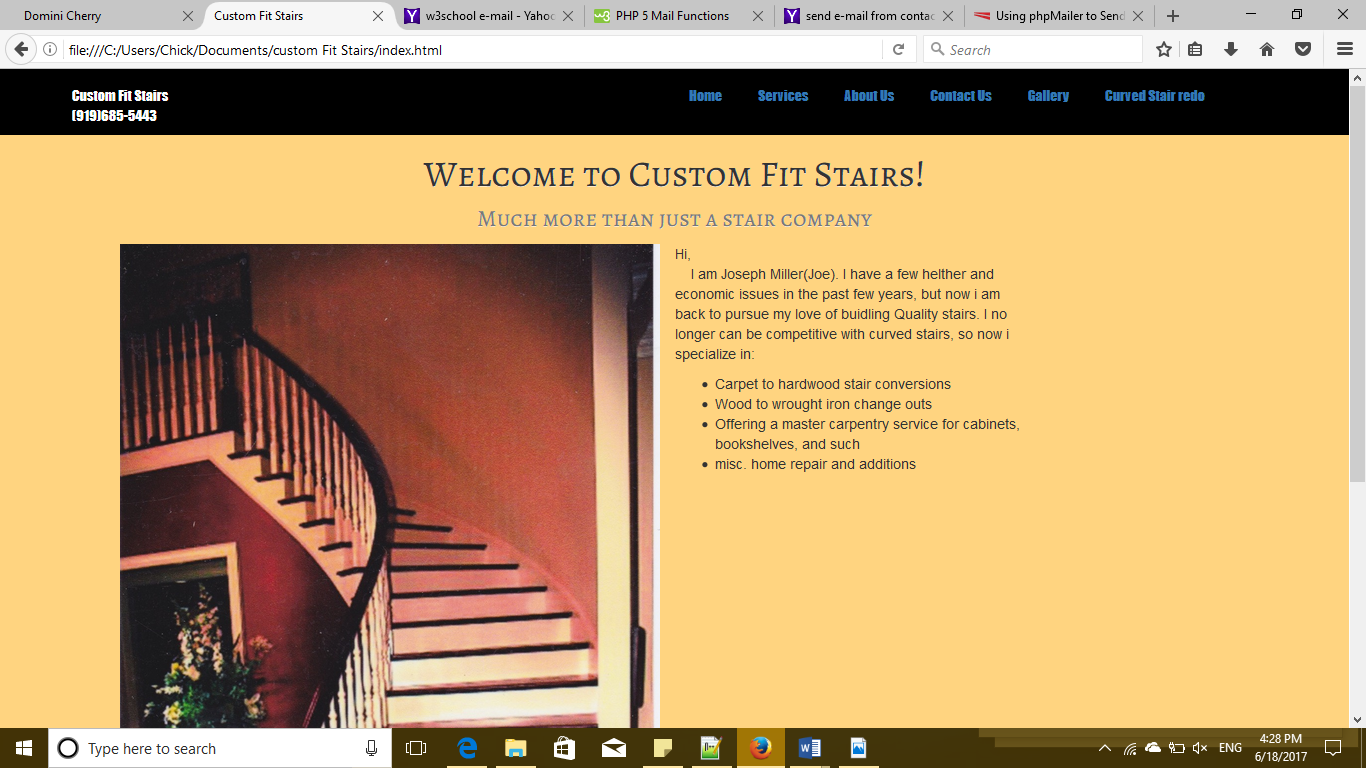 Domini Cherry
Custom Fit Stairs
w3school e-mail - Yahoo
PHP 5 Mail Functions
send e-mail from contac
Using phpMailer to Send
file:///C:/Users/Chick/Documents/custom Fit Stairs/index.html
Search
Custom Fit Stairs
(919)685-5443
Home
Services
About Us
Contact Us
Gallery
Curved Stair redo
Welcome to Custom Fit Stairs!
Much more than just a stair company
Hi,
I am Joseph Miller(Joe). I have a few helther and
economic issues in the past few years, but now i am
back to pursue my love of buidling Quality stairs. I no
longer can be competitive with curved stairs, so now i
specialize in:
Carpet to hardwood stair conversions
Wood to wrought iron change outs
Offering a master carpentry service for cabinets,
bookshelves, and such
misc. home repair and additions
Type here to search
ENG
4:28 PM
6/18/2017